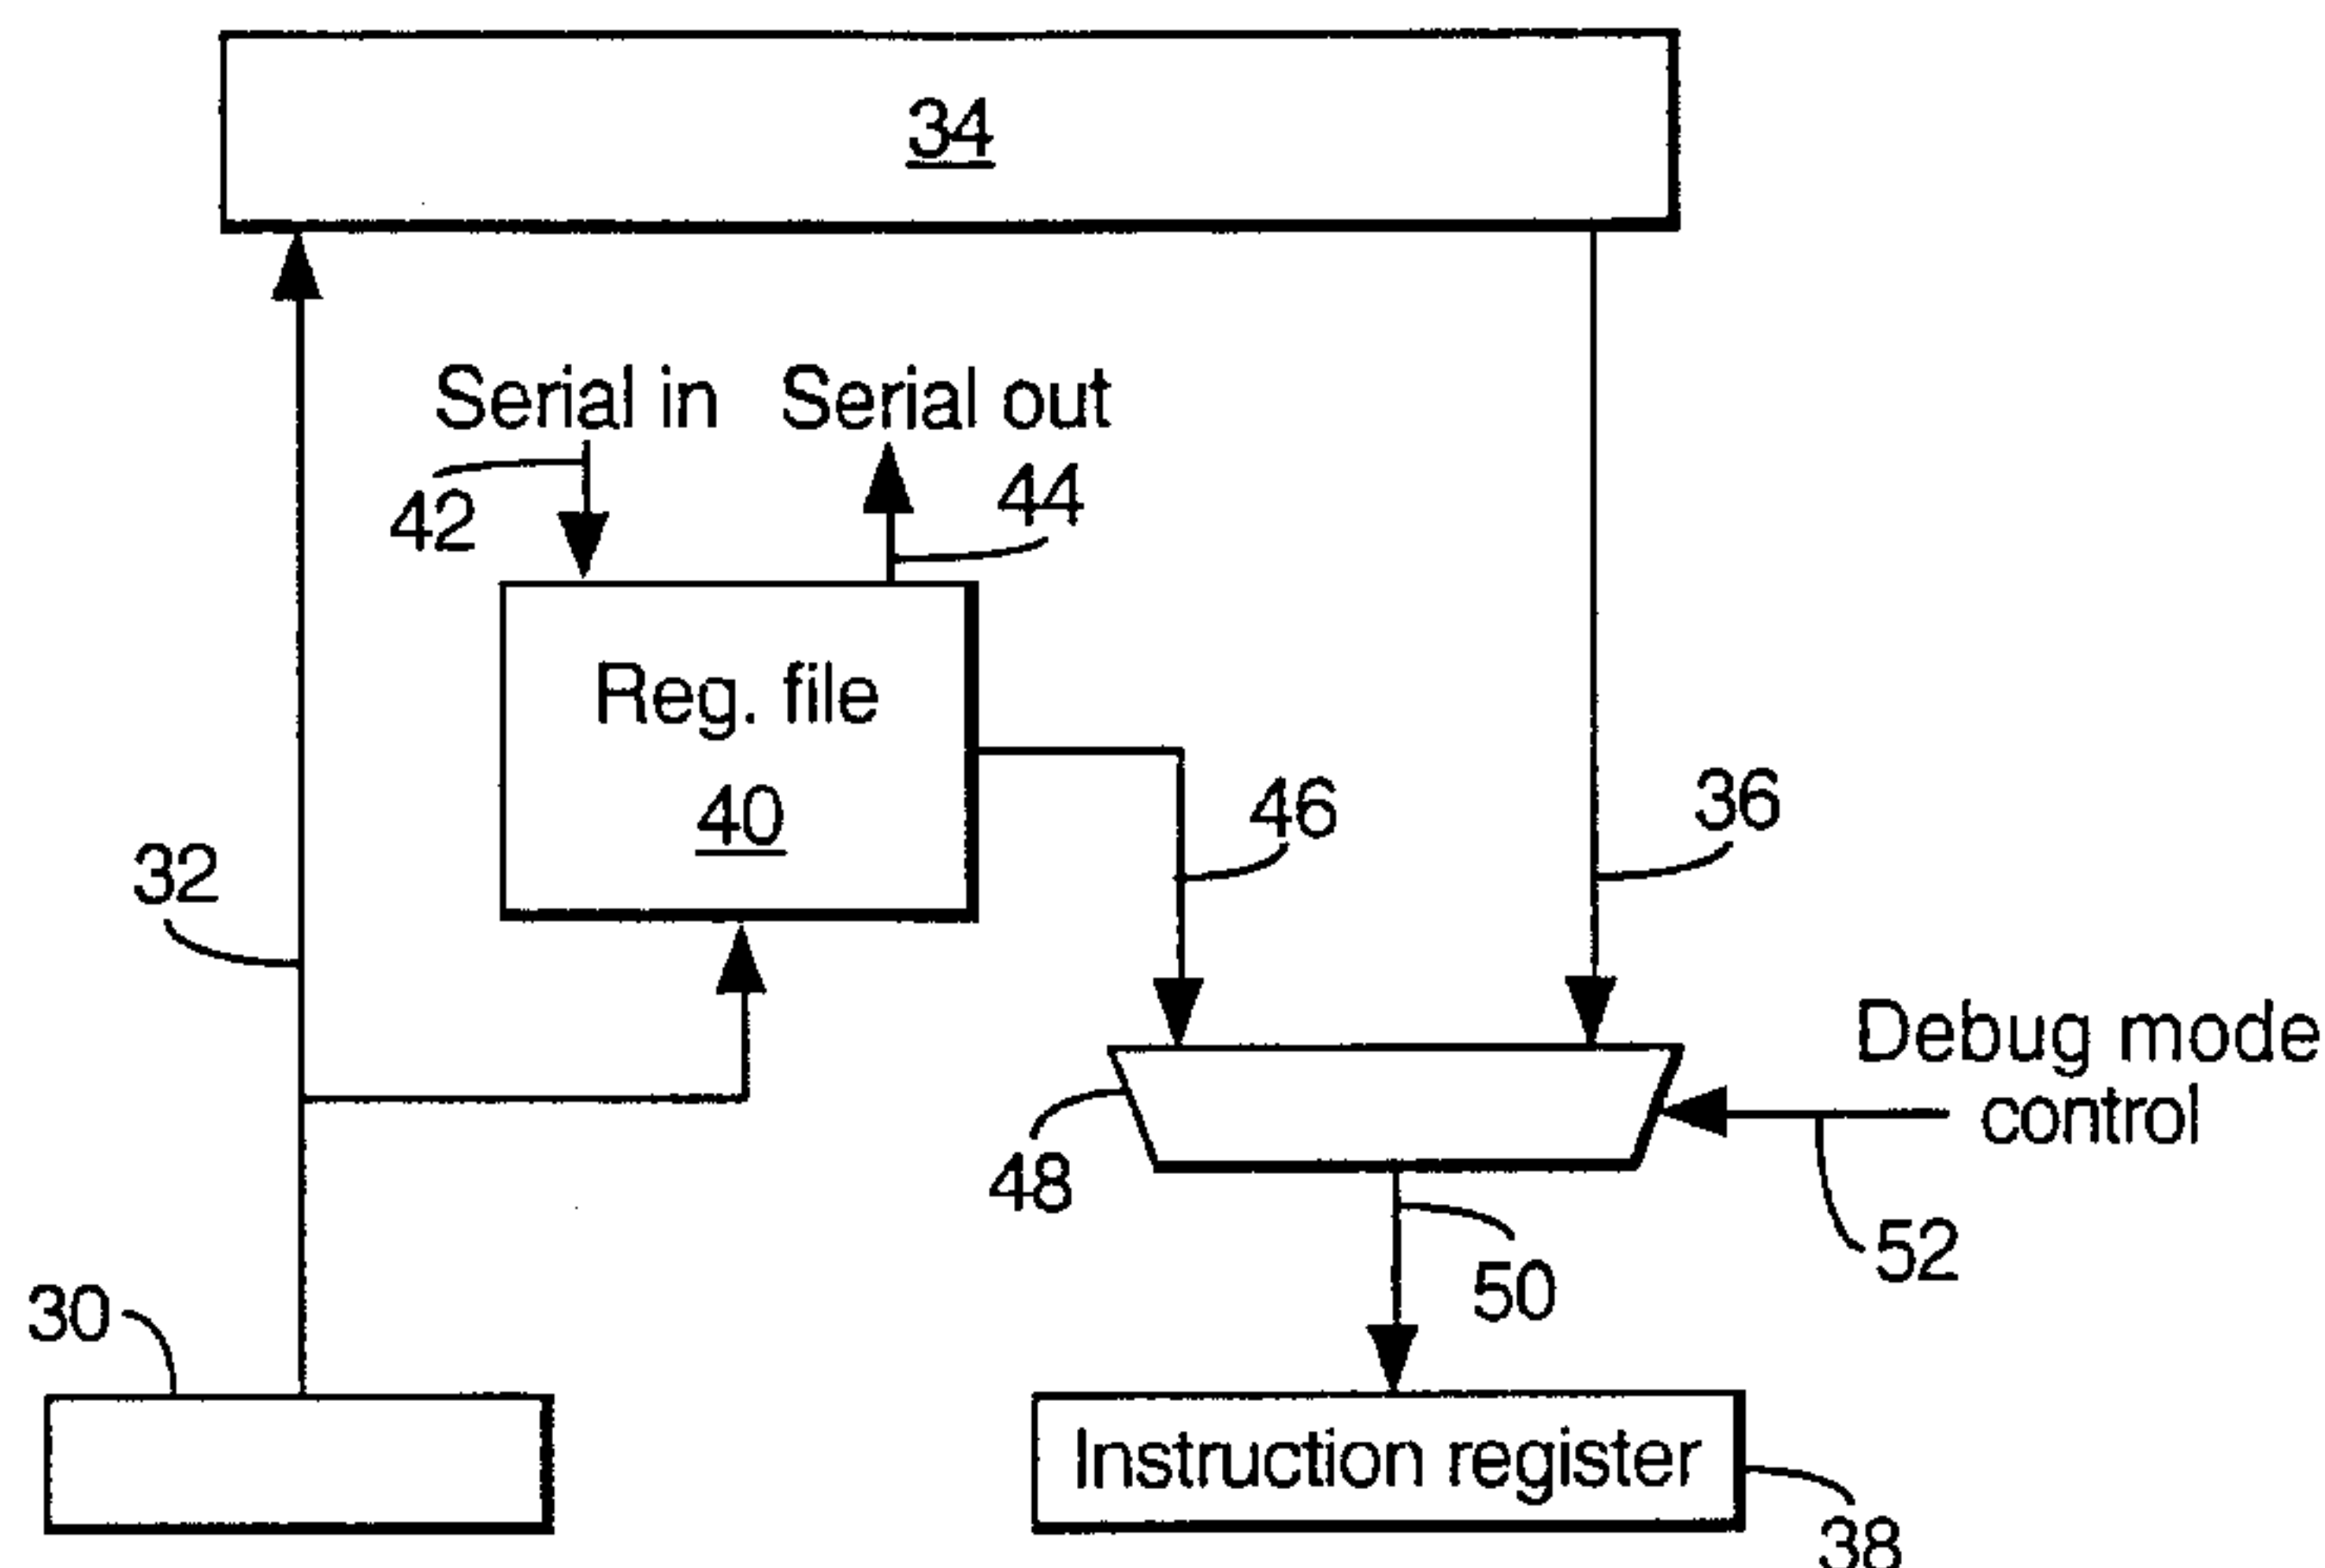 34
Serial in Serial out
42
44
Reg. file
40
46
36
32
Debug mode
control
48
52
50
30
Instruction register
38